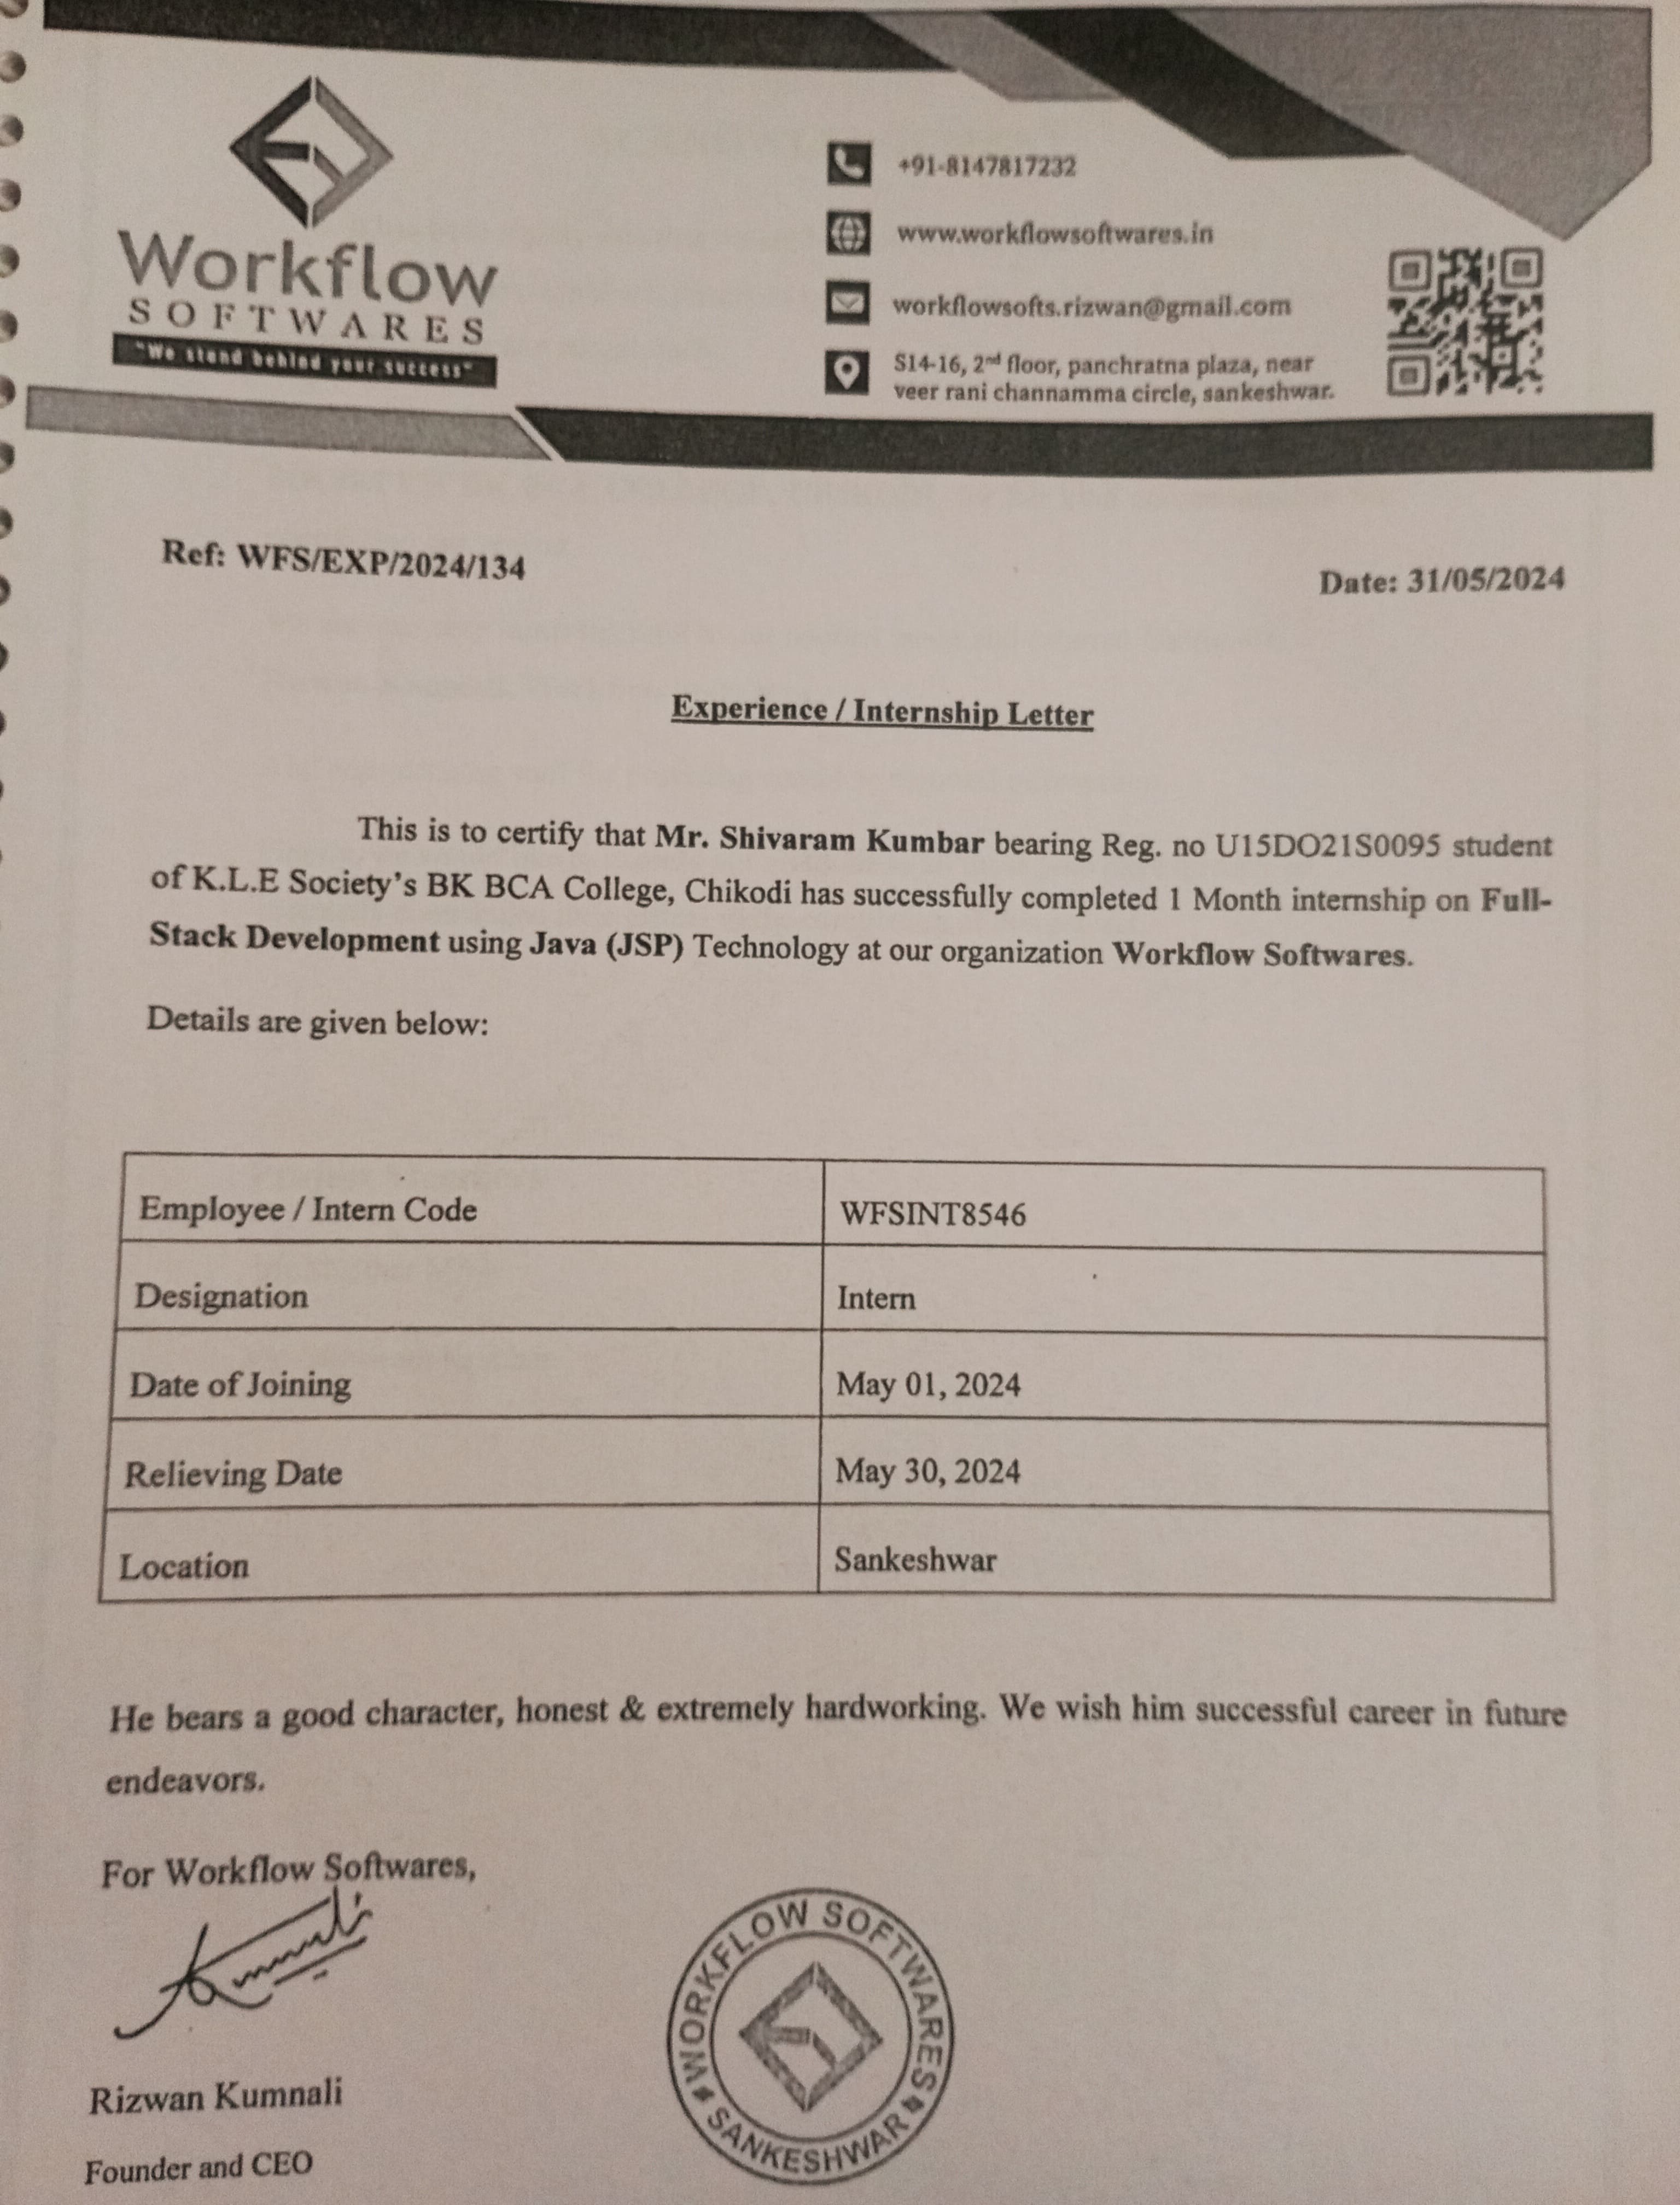 Workflow
SOFTWARES
"We stand behind your success"
+91-8147817232
www.workflowsoftwares.in
workflowsofts.rizwan@gmail.com
S14-16, 2nd floor, panchratna plaza, near
veer rani channamma circle, sankeshwar.
Ref: WFS/EXP/2024/134
Date: 31/05/2024
Experience / Internship Letter
This is to certify that Mr. Shivaram Kumbar bearing Reg. no U15DO21S0095 student
of K.L.E Society's BK BCA College, Chikodi has successfully completed 1 Month internship on Full-
Stack Development using Java (JSP) Technology at our organization Workflow Softwares.
Details are given below:
Employee / Intern Code WFSINT8546
Designation Intern
Date of Joining May 01, 2024
Relieving Date May 30, 2024
Location Sankeshwar
He bears a good character, honest & extremely hardworking. We wish him successful career in future
endeavors.
For Workflow Softwares,
Kumnali
Rizwan Kumnali
Founder and CEO
WORKFLOW SOFTWARES
SANKESHWAR